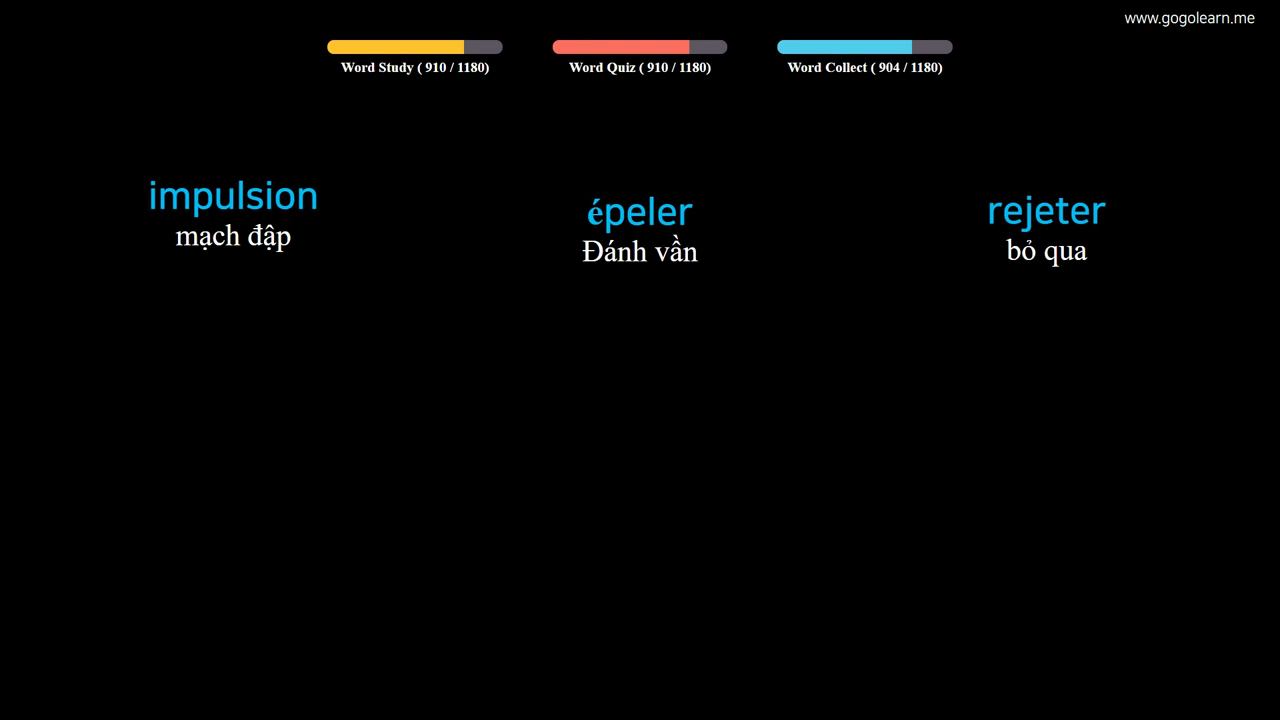 www.gogolearn.me
Word Study ( 910 / 1180)
Word Quiz ( 910 / 1180)
Word Collect ( 904 / 1180)
impulsion
mạch đập
épeler
Đánh vần
rejeter
bỏ qua